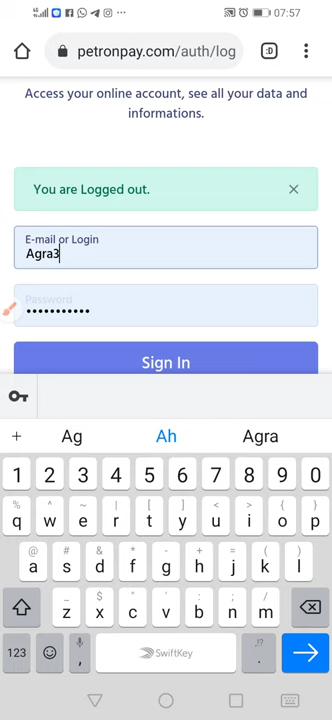 07:57
petronpay.com/auth/log
Access your online account, see all your data and
informations.
You are Logged out.
E-mail or Login
Agra3
Password
•••••••••••
Sign In
+ Ag Ah Agra
1 2 3 4 5 6 7 8 9 0
% ^ ~ | [ ] < > { }
q w e r t y u i o p
@ # & * - + = ( )
a s d f g h j k l
_ $ " ' : ; /
z x c v b n m
123 , SwiftKey ,!? .